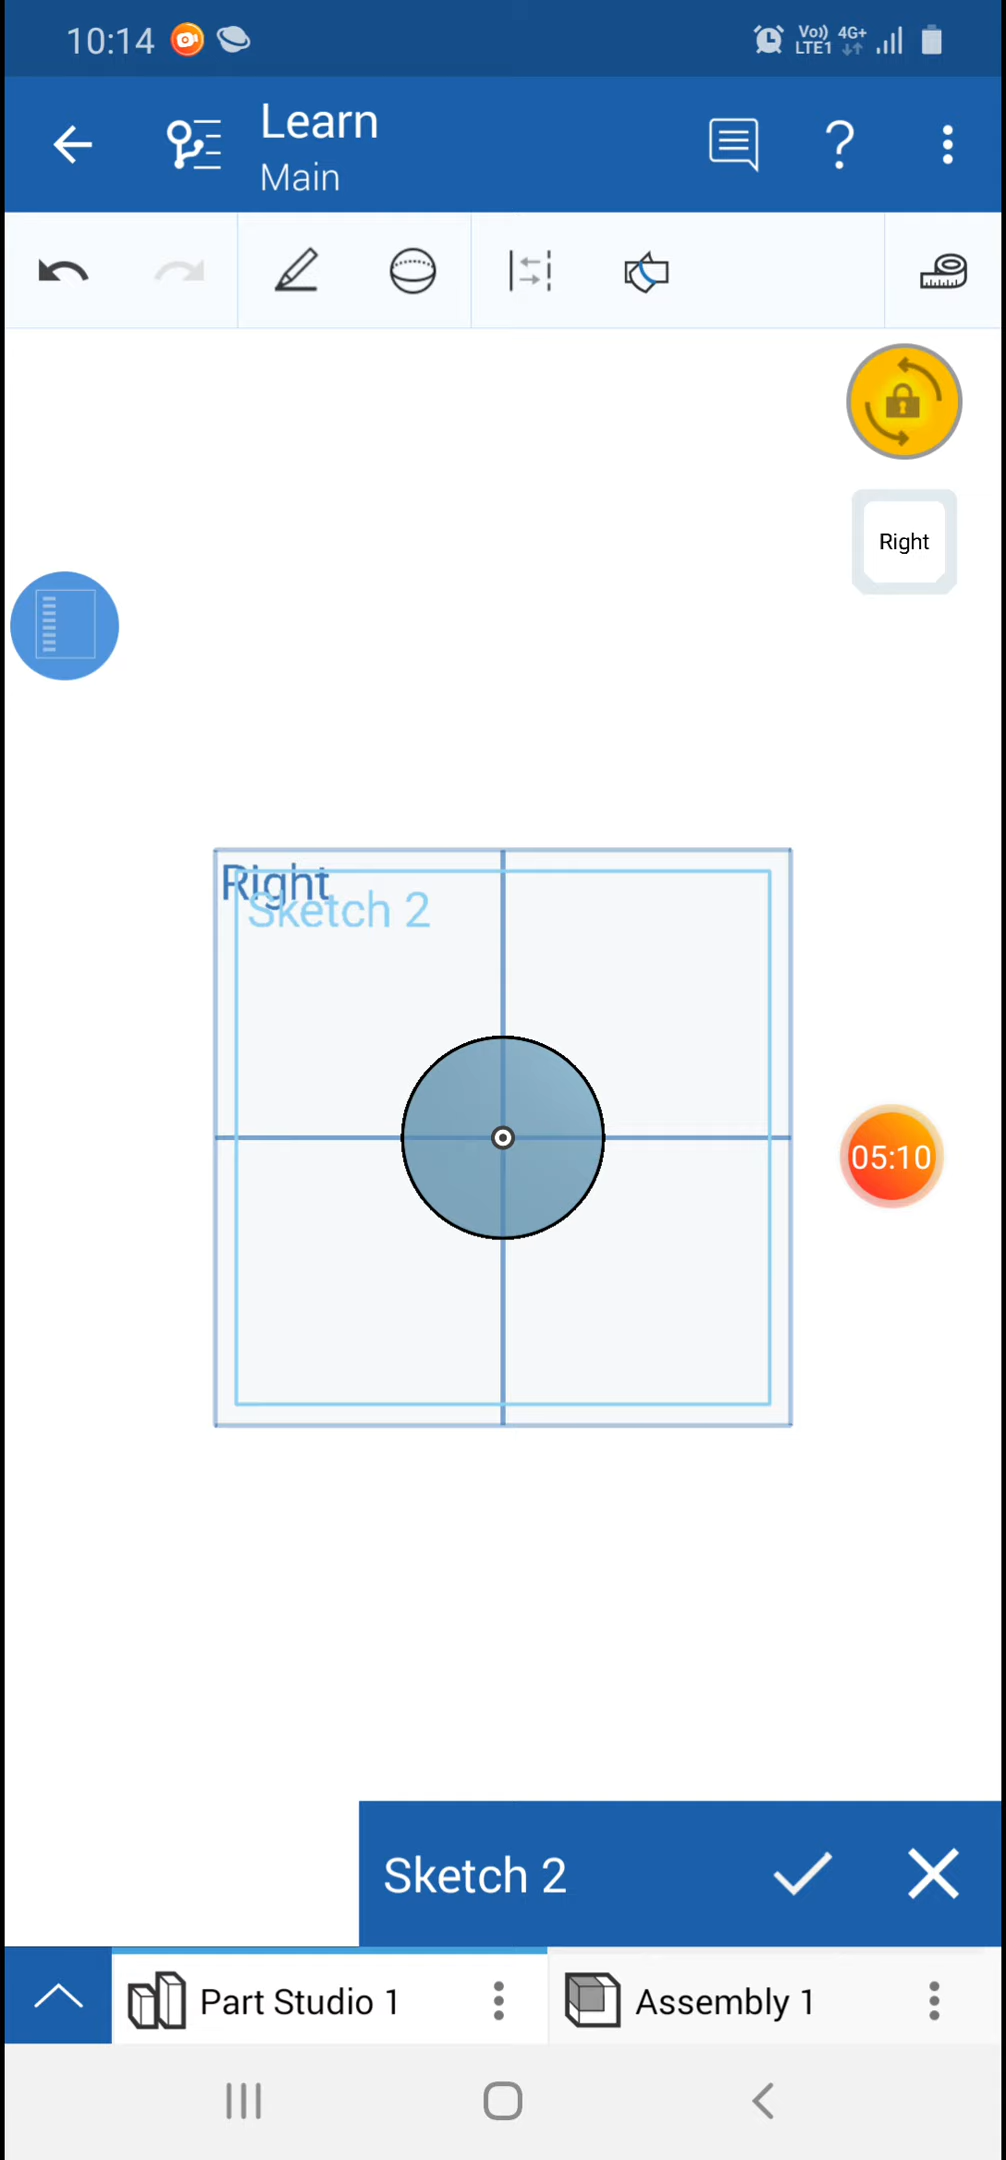 10:14
Vo)) 4G+
LTE1
Learn
Main
Right
Right
Sketch 2
05:10
Sketch 2
Part Studio 1
Assembly 1